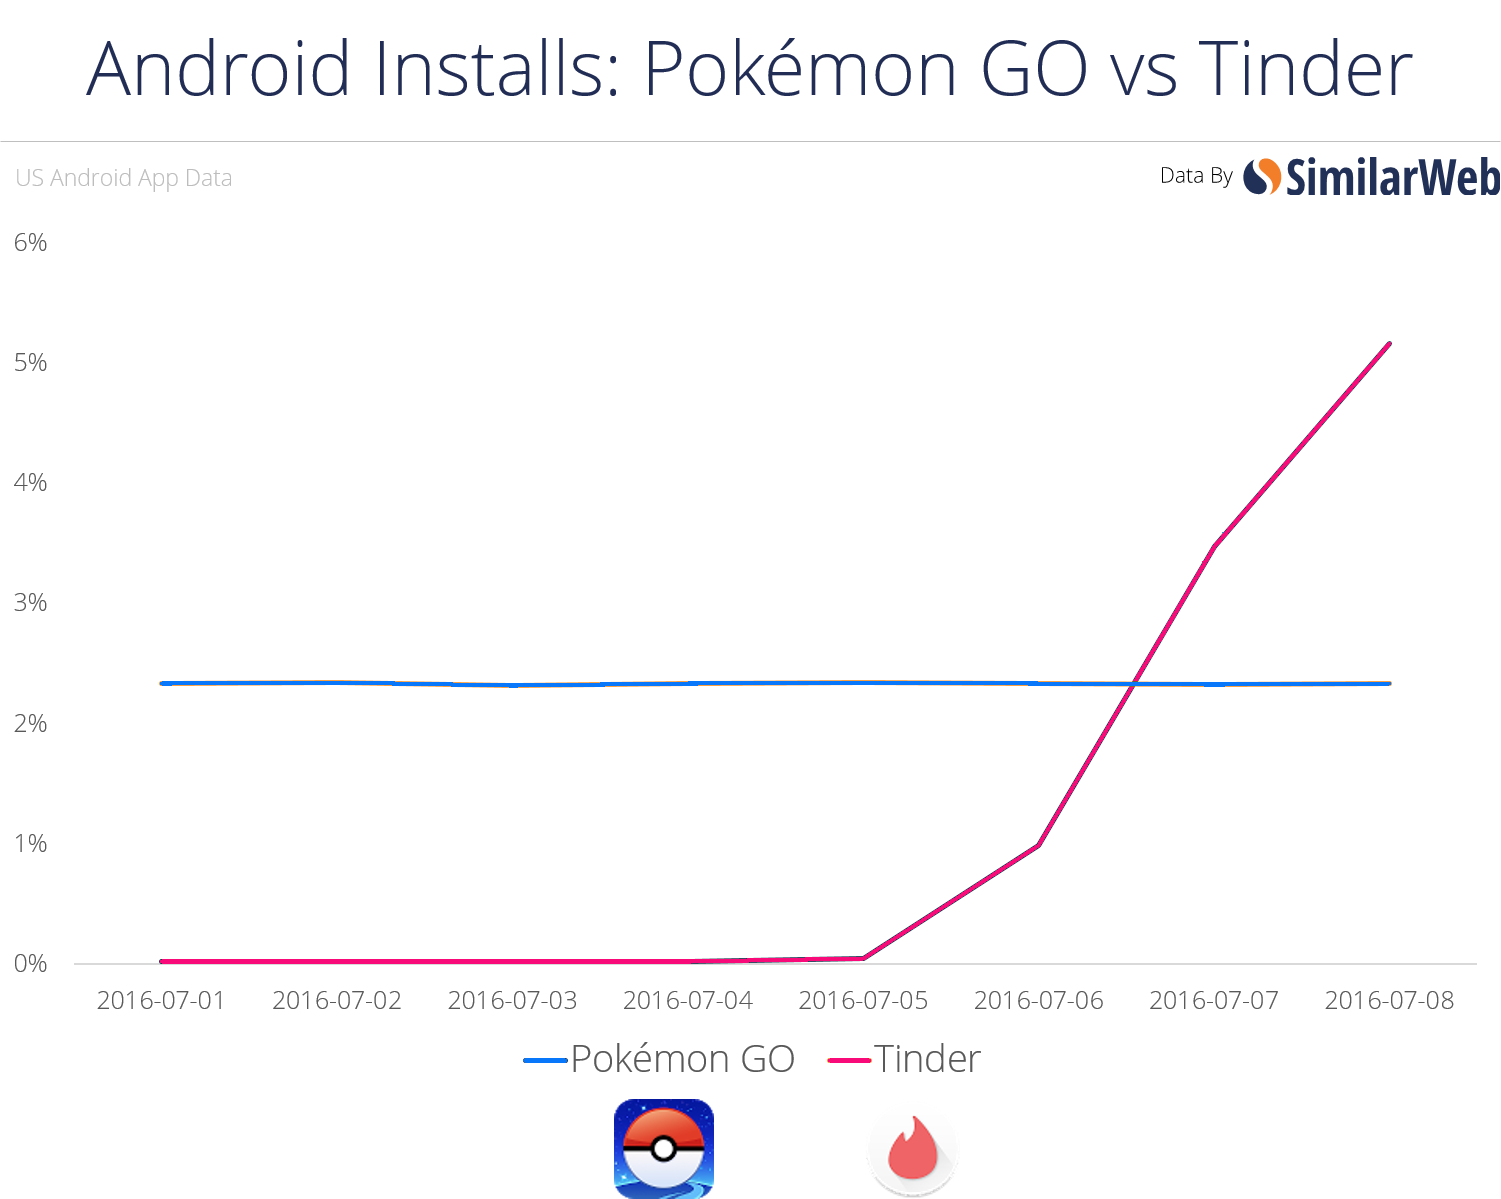 Android Installs: Pokémon GO vs Tinder
US Android App Data
Data By SimilarWeb
6%
5%
4%
3%
2%
1%
0%
2016-07-01 2016-07-02 2016-07-03 2016-07-04 2016-07-05 2016-07-06 2016-07-07 2016-07-08
Pokémon GO Tinder